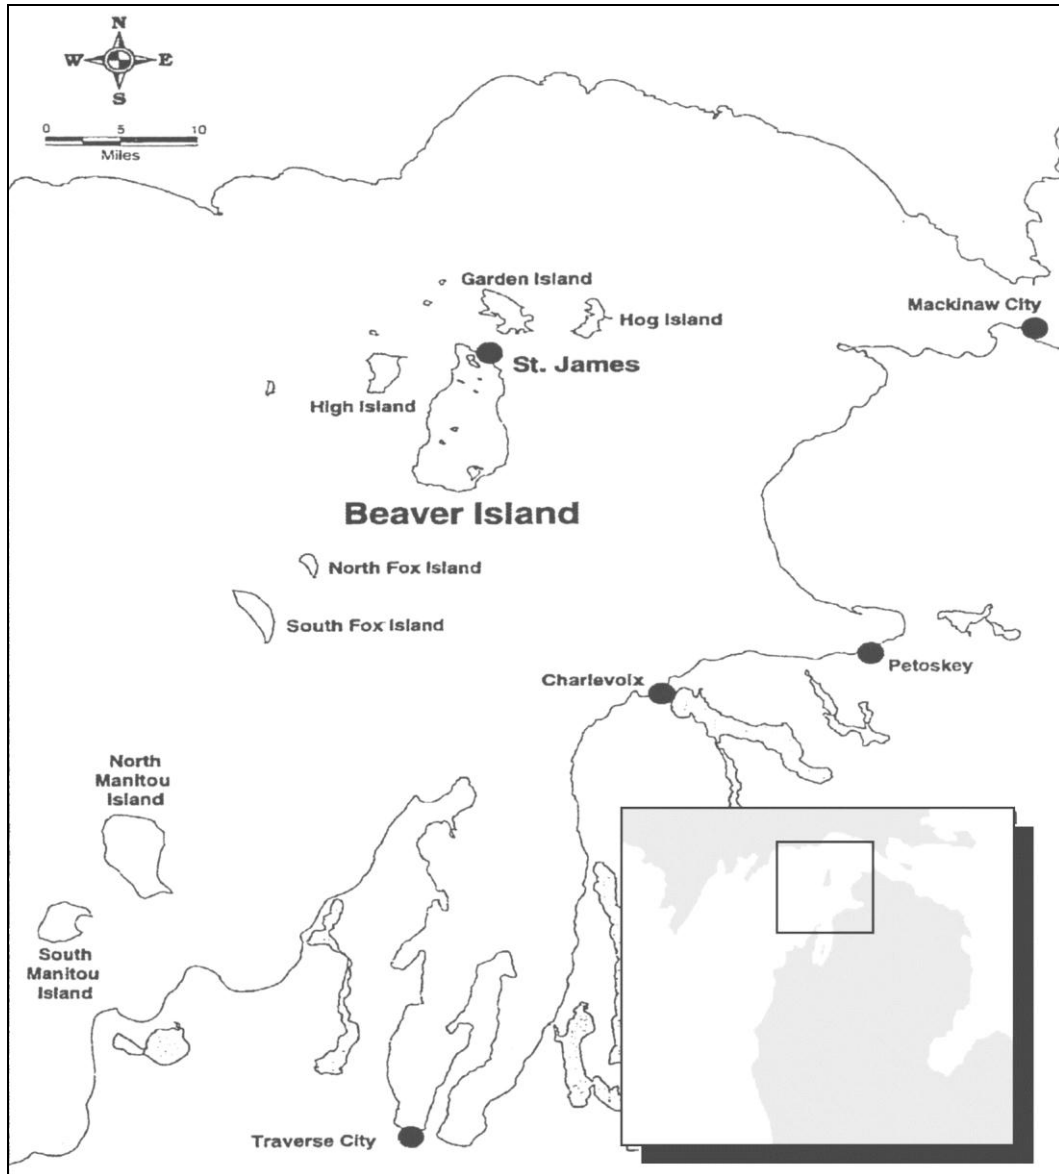 N
W E
S
0 5 10
Miles
Garden Island
Hog Island
Mackinaw City
St. James
High Island
Beaver Island
North Fox Island
South Fox Island
Charlevoix
Petoskey
North
Manitou
Island
South
Manitou
Island
Traverse City